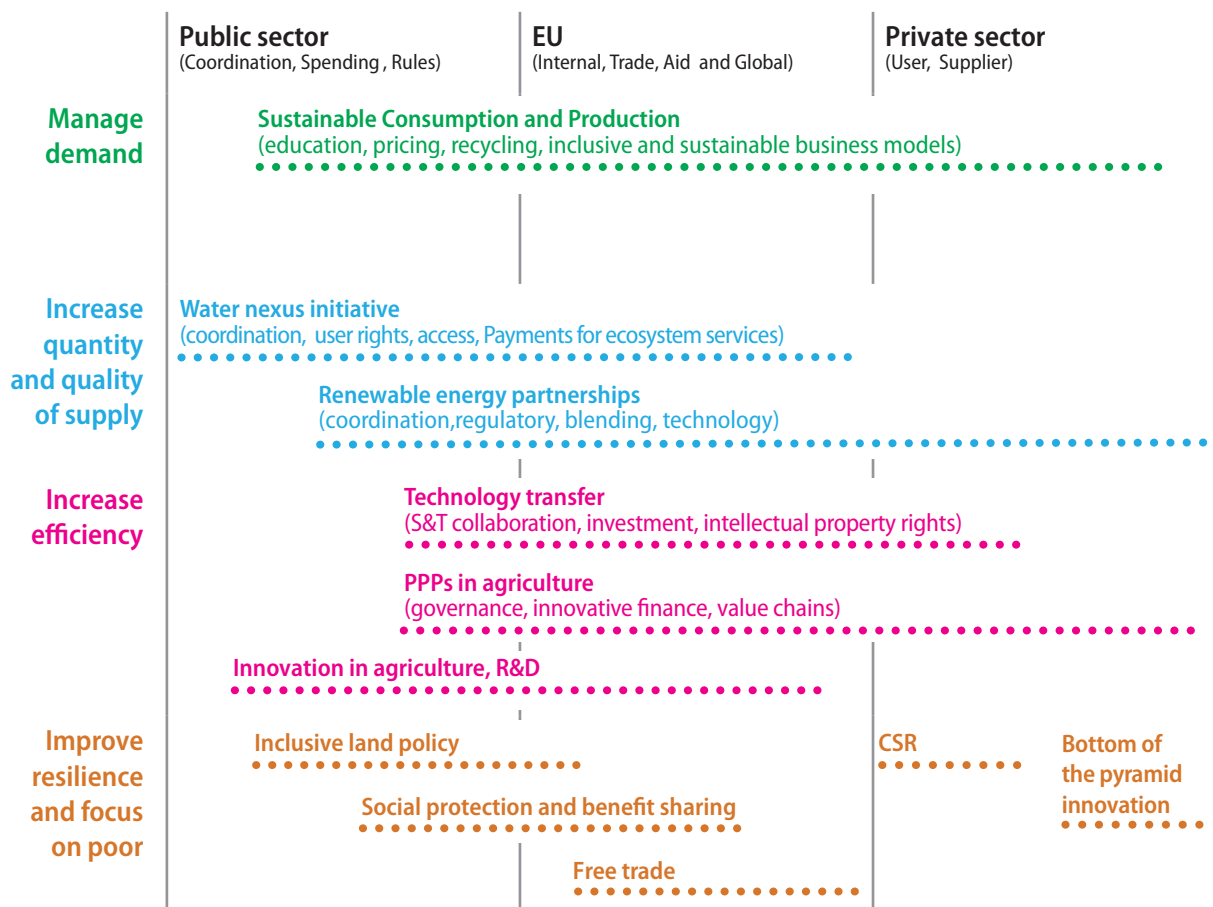 Public sector
(Coordination, Spending , Rules)
EU
(Internal, Trade, Aid and Global)
Private sector
(User, Supplier)
Manage
demand
Sustainable Consumption and Production
(education, pricing, recycling, inclusive and sustainable business models)
Increase
quantity
and quality
of supply
Water nexus initiative
(coordination, user rights, access, Payments for ecosystem services)
Renewable energy partnerships
(coordination,regulatory, blending, technology)
Increase
efficiency
Technology transfer
(S&T collaboration, investment, intellectual property rights)
PPPs in agriculture
(governance, innovative finance, value chains)
Innovation in agriculture, R&D
Improve
resilience
and focus
on poor
Inclusive land policy
CSR
Bottom of
the pyramid
innovation
Social protection and benefit sharing
Free trade